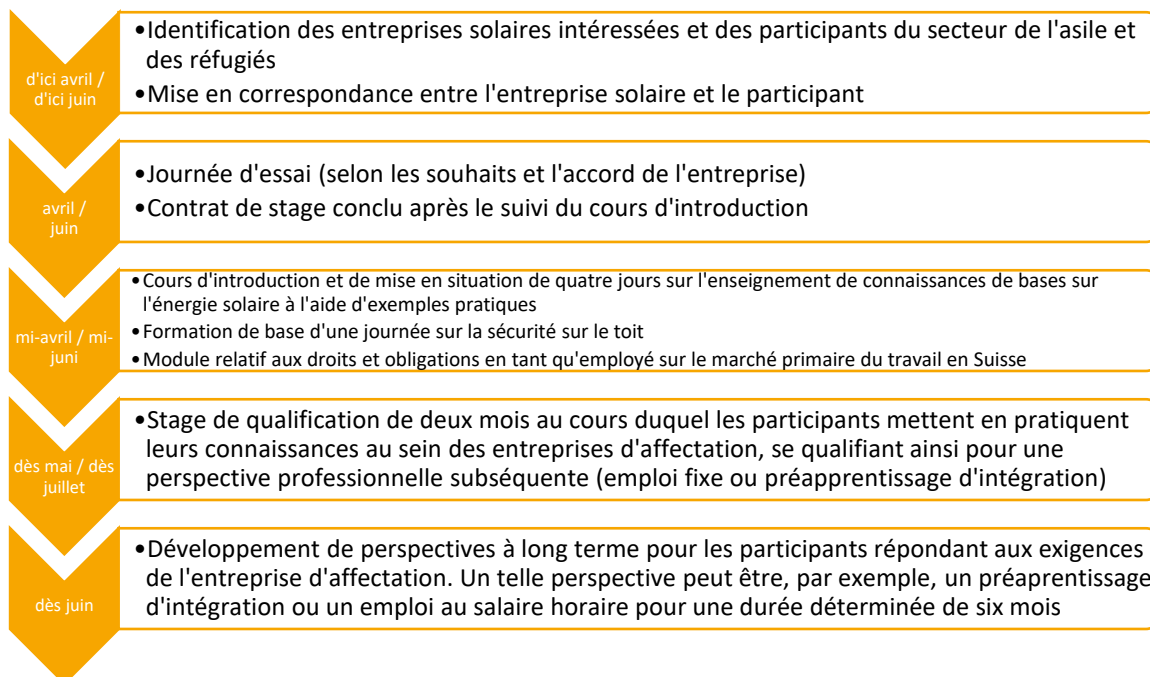 d'ici avril /
d'ici juin
•Identification des entreprises solaires intéressées et des participants du secteur de l'asile et
des réfugiés
•Mise en correspondance entre l'entreprise solaire et le participant
avril /
juin
•Journée d'essai (selon les souhaits et l'accord de l'entreprise)
•Contrat de stage conclu après le suivi du cours d'introduction
mi-avril / mi-
juni
•Cours d'introduction et de mise en situation de quatre jours sur l'enseignement de connaissances de bases sur
l'énergie solaire à l'aide d'exemples pratiques
•Formation de base d'une journée sur la sécurité sur le toit
•Module relatif aux droits et obligations en tant qu'employé sur le marché primaire du travail en Suisse
dès mai / dès
juillet
•Stage de qualification de deux mois au cours duquel les participants mettent en pratiquent
leurs connaissances au sein des entreprises d'affectation, se qualifiant ainsi pour une
perspective professionnelle subséquente (emploi fixe ou préapprentissage d'intégration)
dès juin
•Développement de perspectives à long terme pour les participants répondant aux exigences
de l'entreprise d'affectation. Un telle perspective peut être, par exemple, un préaprentissage
d'intégration ou un emploi au salaire horaire pour une durée déterminée de six mois